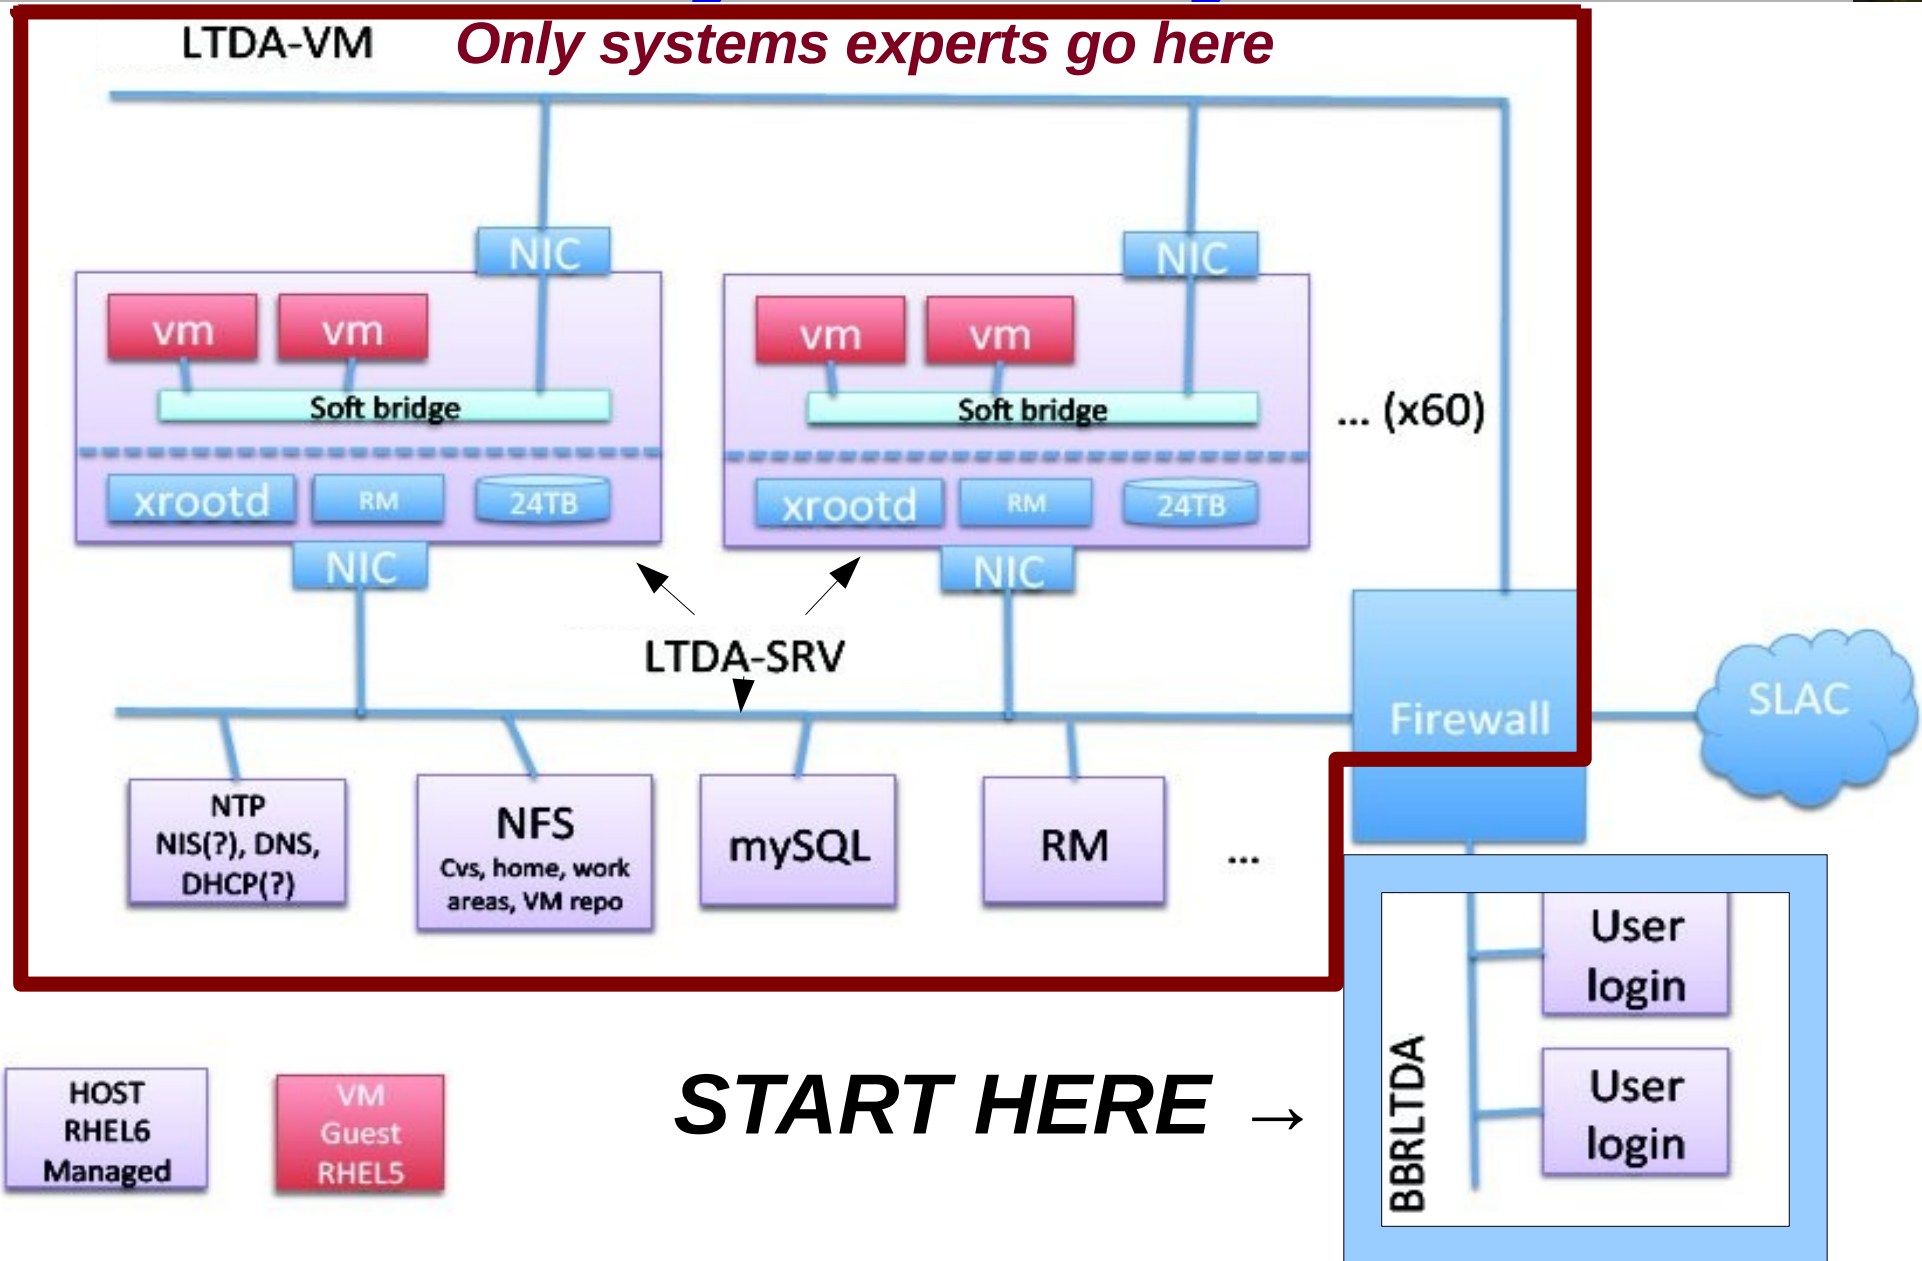 LTDA-VM
Only systems experts go here
NIC
NIC
vm
vm
vm
vm
Soft bridge
Soft bridge
... (x60)
xrootd
RM
24TB
xrootd
RM
24TB
NIC
NIC
LTDA-SRV
Firewall
SLAC
NTP
NIS(?), DNS,
DHCP(?)
NFS
Cvs, home, work
areas, VM repo
mySQL
RM
...
User
login
User
login
BBRLTDA
START HERE →
HOST
RHEL6
Managed
VM
Guest
RHEL5